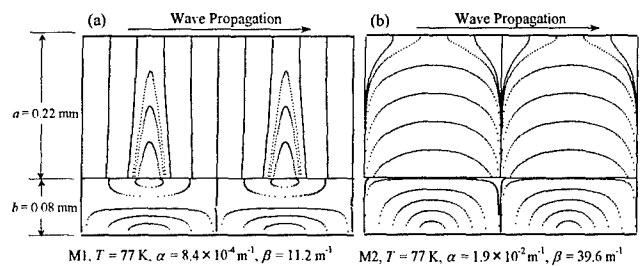 (a) Wave Propagation
(b) Wave Propagation
a = 0.22 mm
b = 0.08 mm
M1, T = 77 K, α = 8.4 × 10⁻⁴ m⁻¹, β = 11.2 m⁻¹
M2, T = 77 K, α = 1.9 × 10⁻² m⁻¹, β = 39.6 m⁻¹